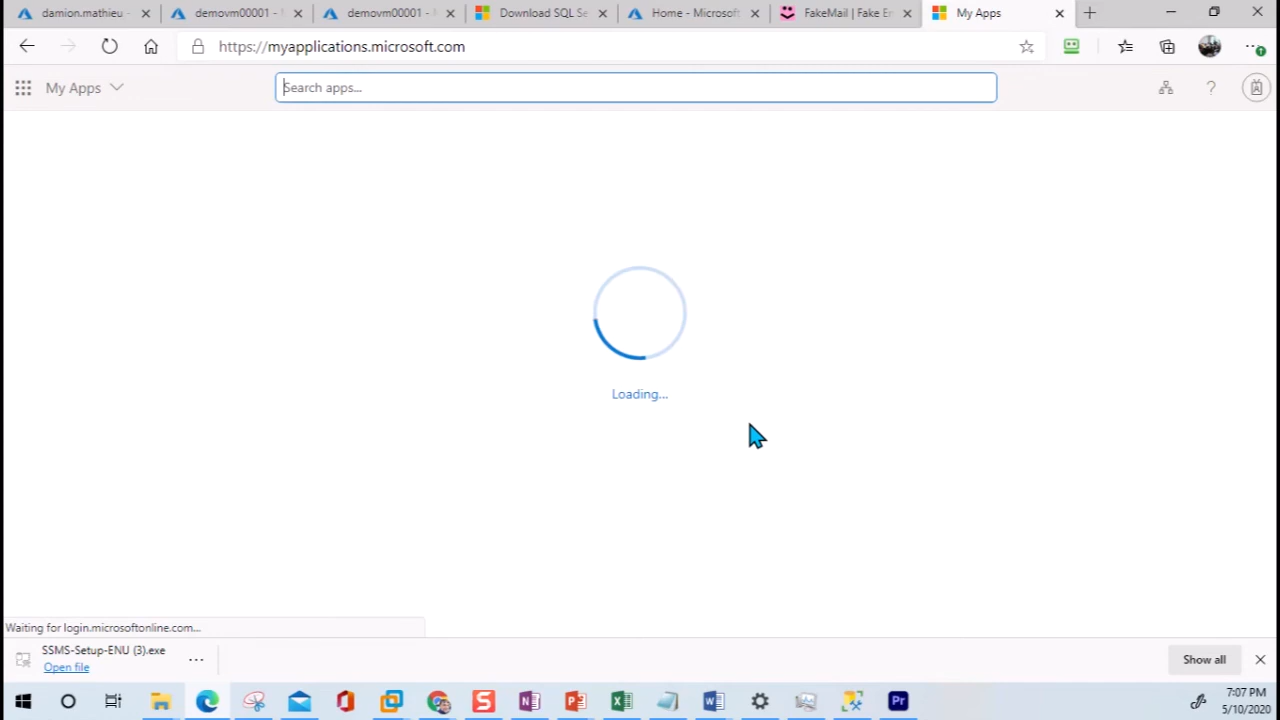 damion.mathieu -
demovm00001 -
demovm00001 -
Download SQL Se
Home - Microsoft
FakeMail | Fake Em
My Apps
https://myapplications.microsoft.com
My Apps
Search apps...
?
Loading...
Waiting for login.microsoftonline.com...
SSMS-Setup-ENU (3).exe
Open file
Show all
7:07 PM
5/10/2020